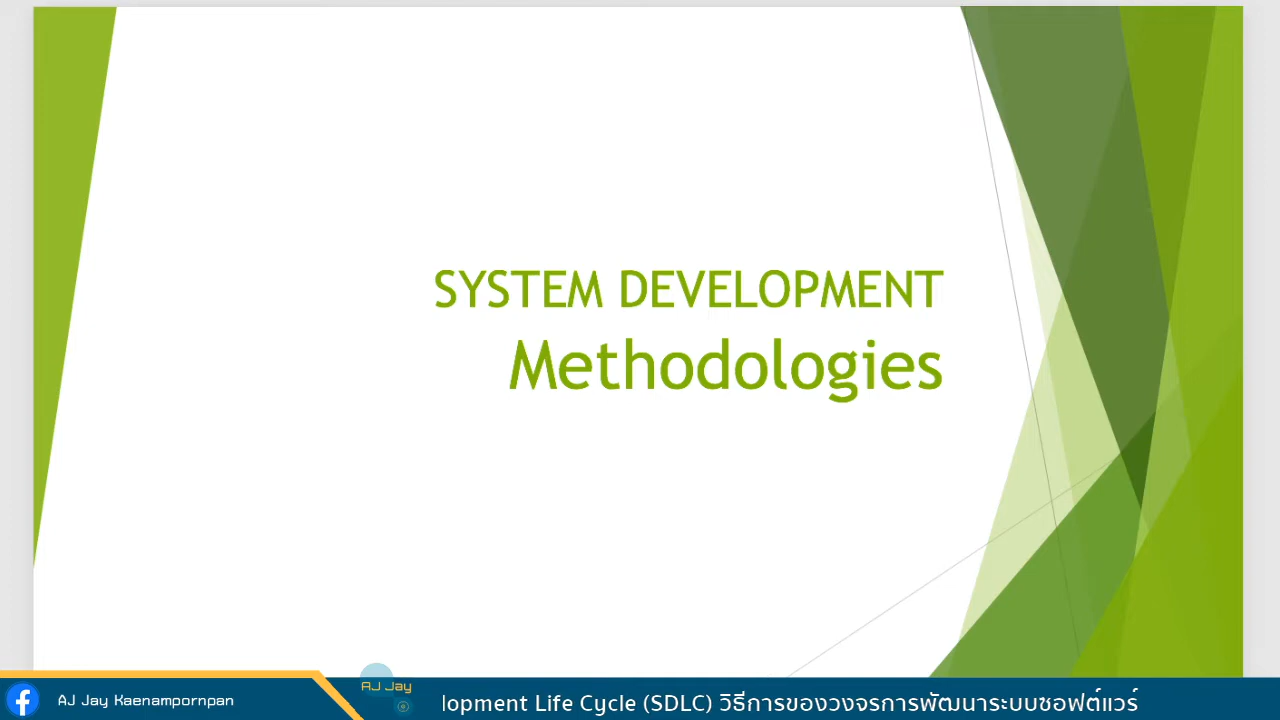 SYSTEM DEVELOPMENT
Methodologies
AJ Jay Kaenampornpan
AJ Jay
lopment Life Cycle (SDLC) วิธีการของวงจรการพัฒนาระบบซอฟต์แวร์